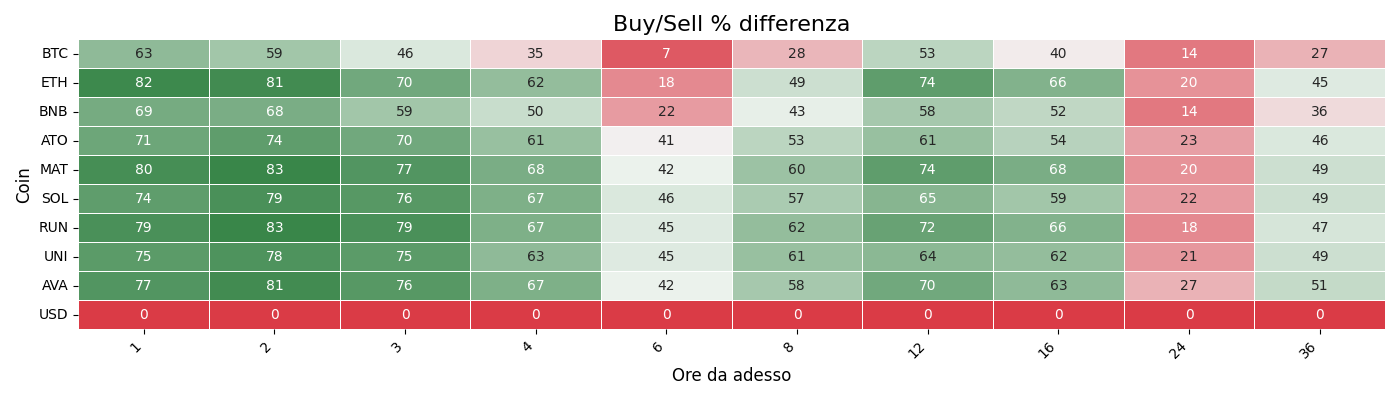 Buy/Sell % differenza
Coin
BTC 63 59 46 35 7 28 53 40 14 27
ETH 82 81 70 62 18 49 74 66 20 45
BNB 69 68 59 50 22 43 58 52 14 36
ATO 71 74 70 61 41 53 61 54 23 46
MAT 80 83 77 68 42 60 74 68 20 49
SOL 74 79 76 67 46 57 65 59 22 49
RUN 79 83 79 67 45 62 72 66 18 47
UNI 75 78 75 63 45 61 64 62 21 49
AVA 77 81 76 67 42 58 70 63 27 51
USD 0 0 0 0 0 0 0 0 0 0
1 2 3 4 6 8 12 16 24 36
Ore da adesso